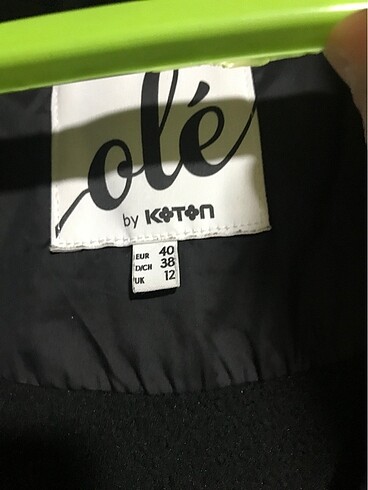 olé
by KOTON
EUR 40
D/CH 38
UK 12